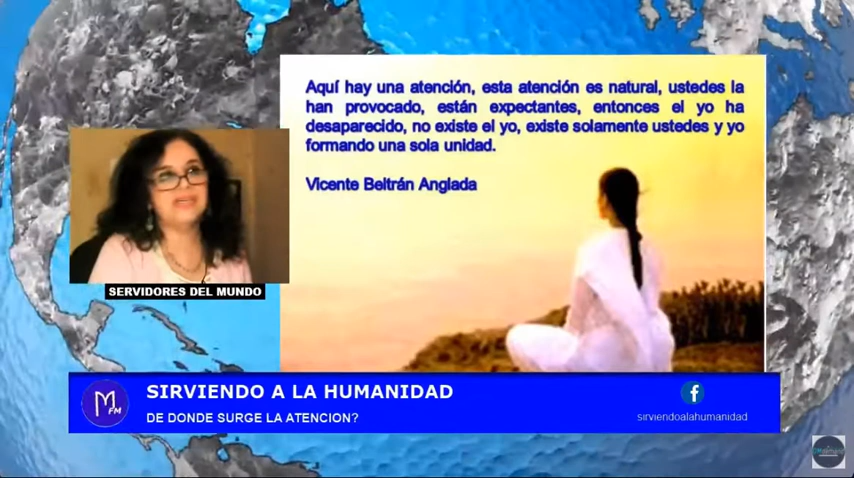 Aquí hay una atención, esta atención es natural, ustedes la
han provocado, están expectantes, entonces el yo ha
desaparecido, no existe el yo, existe solamente ustedes y yo
formando una sola unidad.
Vicente Beltrán Anglada
SERVIDORES DEL MUNDO
M FM
SIRVIENDO A LA HUMANIDAD
DE DONDE SURGE LA ATENCION?
f
sirviendoalahumanidad